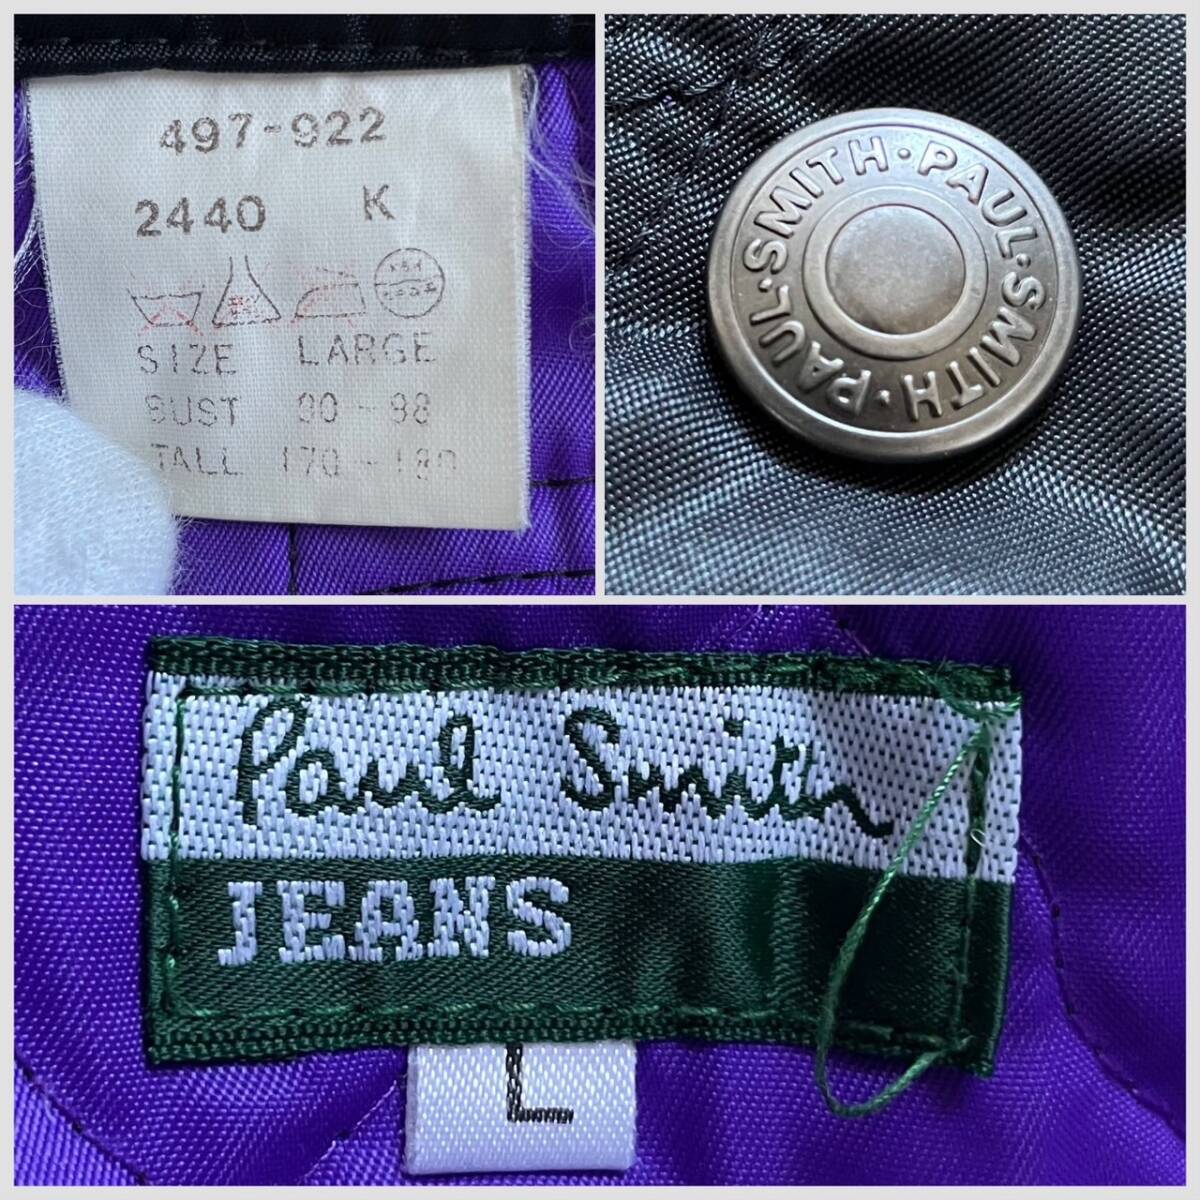 497-922
2440 K
SIZE LARGE
BUST 90 - 98
TALL 170 - 180
PAUL·SMITH·PAUL·SMITH·
Paul Smith
JEANS
L